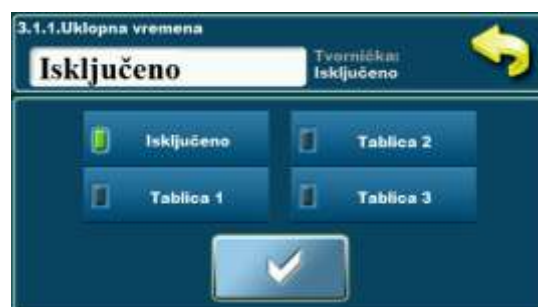 3.1.1.Uklopna vremena
Isključeno
Tvornička:
Isključeno
Isključeno
Tablica 2
Tablica 1
Tablica 3